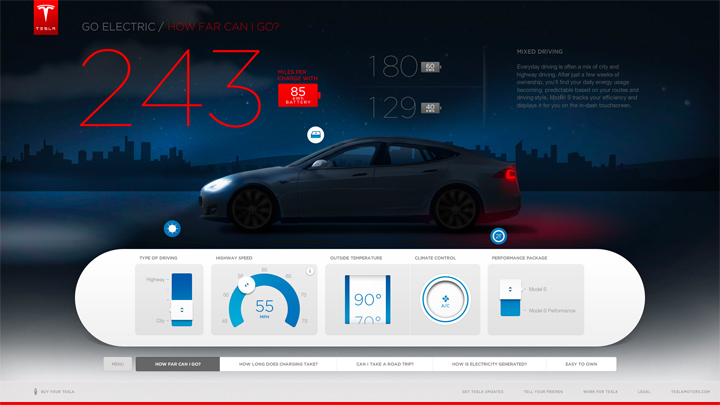 TESLA
GO ELECTRIC / HOW FAR CAN I GO?
243
MILES PER
CHARGE WITH
85
kWh
BATTERY
180
60
kWh
129
40
kWh
MIXED DRIVING
Everyday driving is often a mix of city and
highway driving. After just a few weeks of
ownership, you'll find your daily energy usage
becoming predictable based on your routes and
driving style. Model S tracks your efficiency and
displays it for you on the in-dash touchscreen.
TYPE OF DRIVING
Highway
City
HIGHWAY SPEED
55
MPH
OUTSIDE TEMPERATURE
90°
70°
CLIMATE CONTROL
A/C
PERFORMANCE PACKAGE
Model S
Model S Performance
MENU
HOW FAR CAN I GO?
HOW LONG DOES CHARGING TAKE?
CAN I TAKE A ROAD TRIP?
HOW IS ELECTRICITY GENERATED?
EASY TO OWN
BUY YOUR TESLA
GET TESLA UPDATES
TELL YOUR FRIENDS
WORK FOR TESLA
LEGAL
TESLAMOTORS.COM